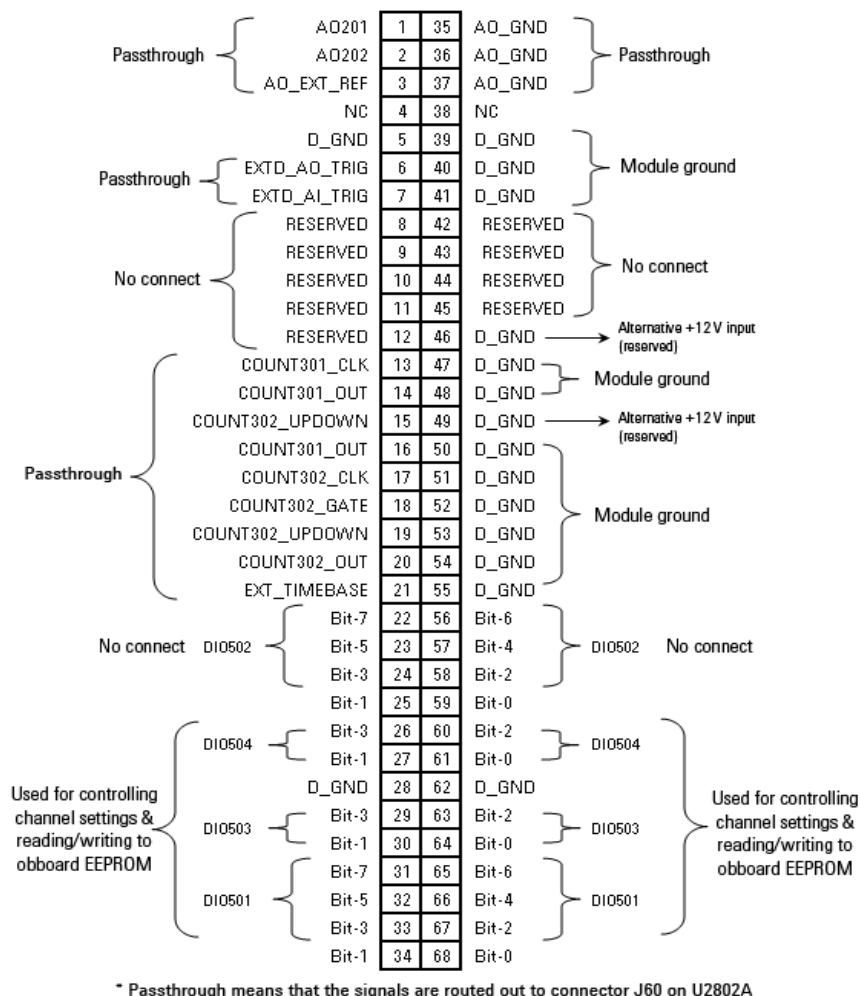 AO201 1 35 AO_GND
Passthrough AO202 2 36 AO_GND Passthrough
AO_EXT_REF 3 37 AO_GND
NC 4 38 NC
D_GND 5 39 D_GND
EXTD_AO_TRIG 6 40 D_GND Module ground
Passthrough
EXTD_AI_TRIG 7 41 D_GND
RESERVED 8 42 RESERVED
RESERVED 9 43 RESERVED
No connect RESERVED 10 44 RESERVED No connect
RESERVED 11 45 RESERVED
RESERVED 12 46 D_GND Alternative +12 V input
(reserved)
COUNT301_CLK 13 47 D_GND
Module ground
COUNT301_OUT 14 48 D_GND
COUNT302_UPDOWN 15 49 D_GND Alternative +12 V input
(reserved)
COUNT301_OUT 16 50 D_GND
Passthrough COUNT302_CLK 17 51 D_GND
COUNT302_GATE 18 52 D_GND Module ground
COUNT302_UPDOWN 19 53 D_GND
COUNT302_OUT 20 54 D_GND
EXT_TIMEBASE 21 55 D_GND
Bit-7 22 56 Bit-6
No connect DIO502 Bit-5 23 57 Bit-4 DIO502 No connect
Bit-3 24 58 Bit-2
Bit-1 25 59 Bit-0
Bit-3 26 60 Bit-2
DIO504 DIO504
Bit-1 27 61 Bit-0
D_GND 28 62 D_GND
Used for controlling
channel settings &
reading/writing to
obboard EEPROM
Used for controlling
channel settings &
reading/writing to
obboard EEPROM
Bit-3 29 63 Bit-2
DIO503 DIO503
Bit-1 30 64 Bit-0
Bit-7 31 65 Bit-6
DIO501 Bit-5 32 66 Bit-4 DIO501
Bit-3 33 67 Bit-2
Bit-1 34 68 Bit-0
* Passthrough means that the signals are routed out to connector J60 on U2802A